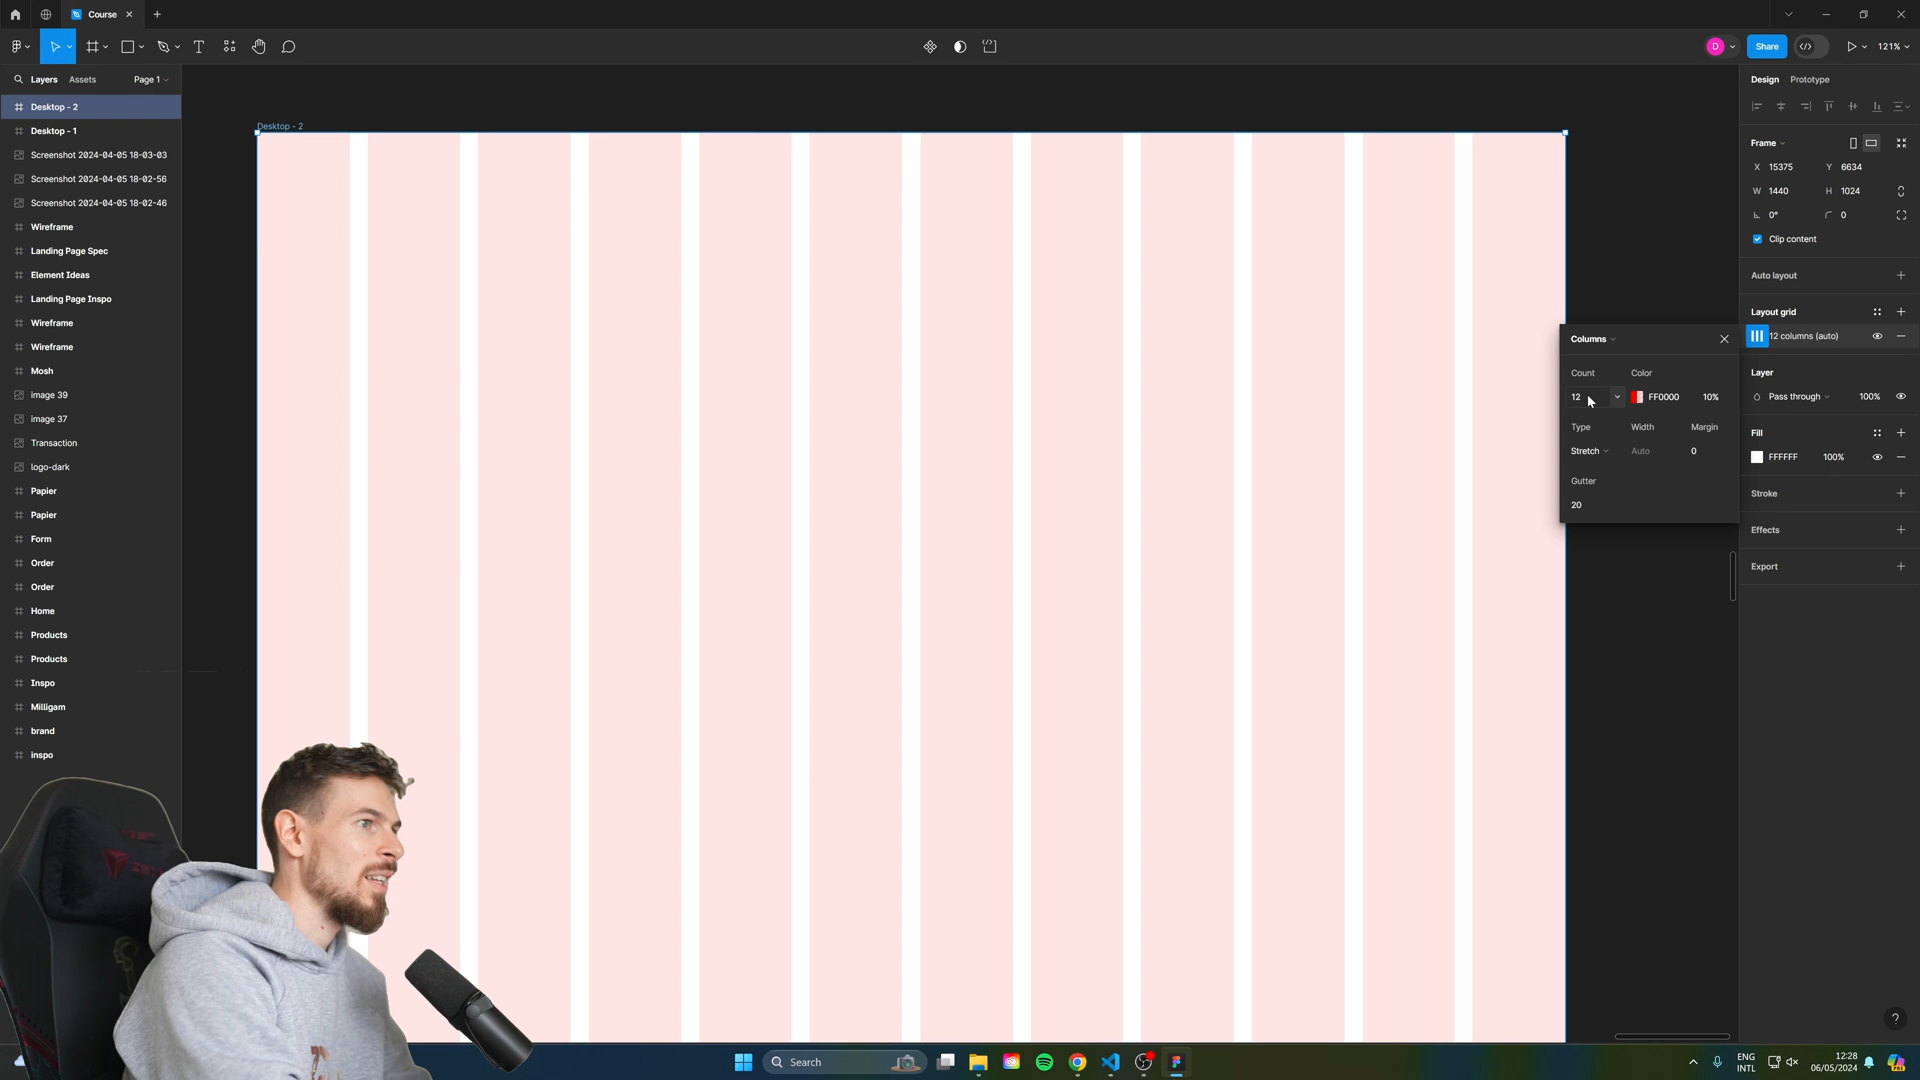 Course
D
Share
121%
Layers
Assets
Page 1
Design
Prototype
Desktop - 2
Desktop - 1
Screenshot 2024-04-05 18-03-03
Screenshot 2024-04-05 18-02-56
Screenshot 2024-04-05 18-02-46
Wireframe
Landing Page Spec
Element Ideas
Landing Page Inspo
Wireframe
Wireframe
Mosh
image 39
image 37
Transaction
logo-dark
Papier
Papier
Form
Order
Order
Home
Products
Products
Inspo
Milligam
brand
inspo
Desktop - 2
Columns
Count
Color
12
FF0000
10%
Type
Width
Margin
Stretch
Auto
0
Gutter
20
Frame
X 15375
Y 6634
W 1440
H 1024
0°
0
Clip content
Auto layout
Layout grid
12 columns (auto)
Layer
Pass through
100%
Fill
FFFFFF
100%
Stroke
Effects
Export
?
Search
ENG
INTL
12:28
06/05/2024